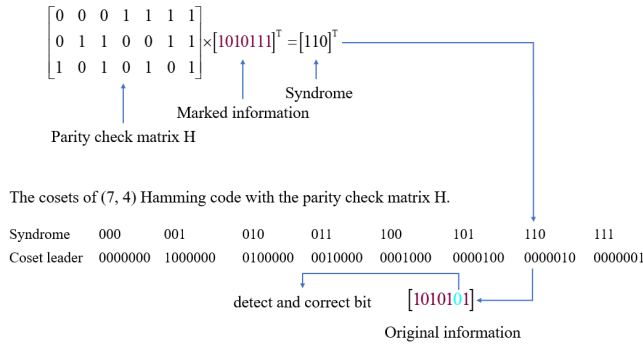 0 0 0 1 1 1 1
0 1 1 0 0 1 1 ×[1010111]ᵀ =[110]ᵀ
1 0 1 0 1 0 1
Syndrome
Marked information
Parity check matrix H
The cosets of (7, 4) Hamming code with the parity check matrix H.
Syndrome 000 001 010 011 100 101 110 111
Coset leader 0000000 1000000 0100000 0010000 0001000 0000100 0000010 0000001
detect and correct bit [1010101]
Original information